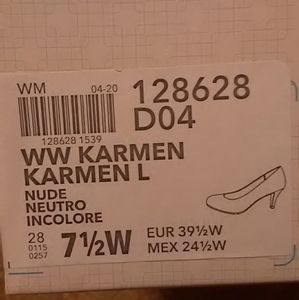 WM 04-20
128628
D04
128628 1539
WW KARMEN
KARMEN L
NUDE
NEUTRO
INCOLORE
28 0115 0257 7½W
EUR 39½W
MEX 24½W